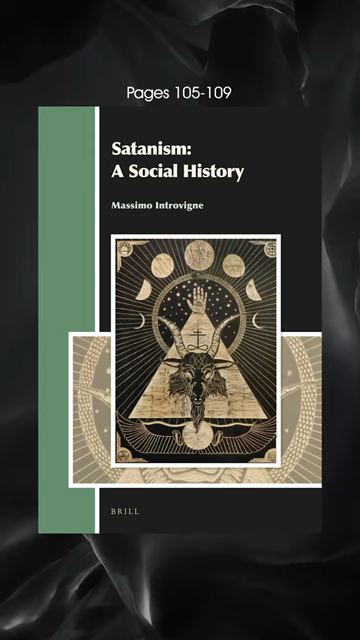 Pages 105-109
Satanism:
A Social History
Massimo Introvigne
BRILL